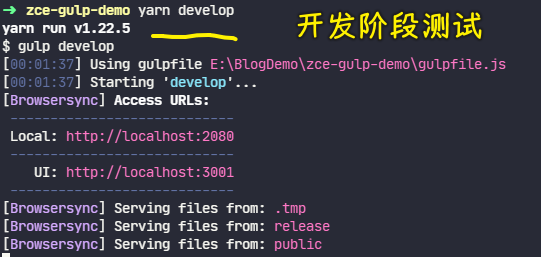 ➜ zce-gulp-demo yarn develop
开发阶段测试
yarn run v1.22.5
$ gulp develop
[00:01:37] Using gulpfile E:\BlogDemo\zce-gulp-demo\gulpfile.js
[00:01:37] Starting 'develop'...
[Browsersync] Access URLs:
-----------------------------
Local: http://localhost:2080
-----------------------------
UI: http://localhost:3001
-----------------------------
[Browsersync] Serving files from: .tmp
[Browsersync] Serving files from: release
[Browsersync] Serving files from: public